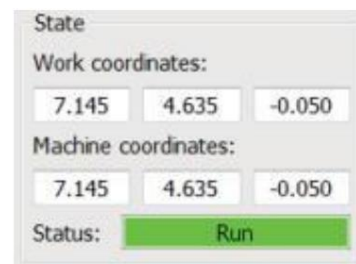 State
Work coordinates:
7.145 4.635 -0.050
Machine coordinates:
7.145 4.635 -0.050
Status: Run